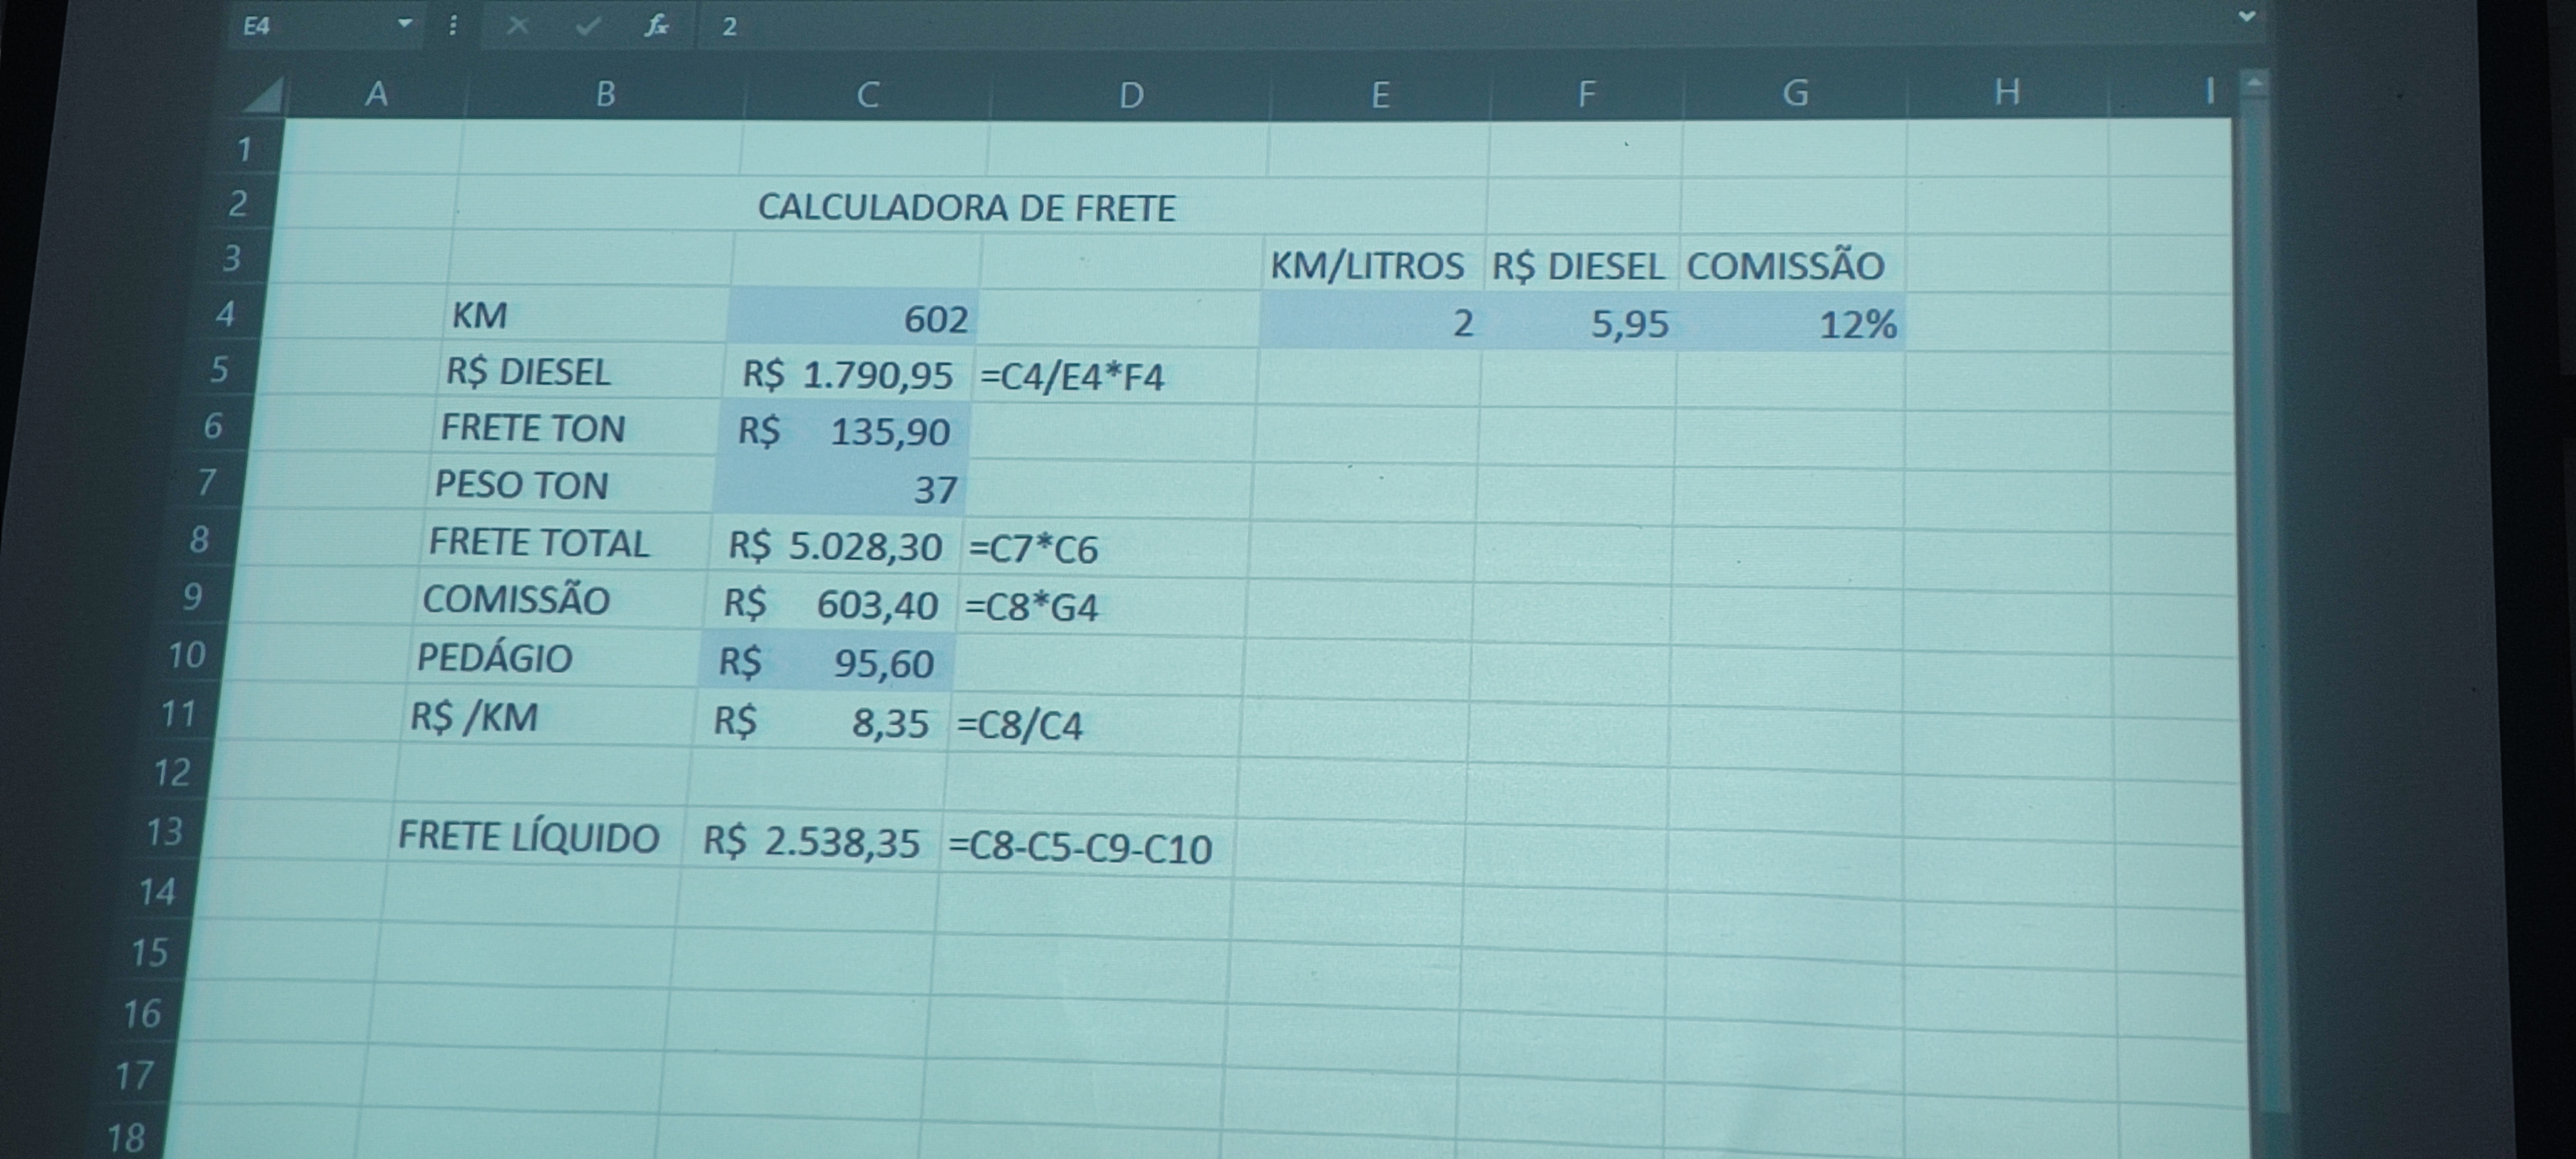 E4 fx 2
A B C D E F G H I
1
2 CALCULADORA DE FRETE
3 KM/LITROS R$ DIESEL COMISSÃO
4 KM 602 2 5,95 12%
5 R$ DIESEL R$ 1.790,95 =C4/E4*F4
6 FRETE TON R$ 135,90
7 PESO TON 37
8 FRETE TOTAL R$ 5.028,30 =C7*C6
9 COMISSÃO R$ 603,40 =C8*G4
10 PEDÁGIO R$ 95,60
11 R$ /KM R$ 8,35 =C8/C4
12
13 FRETE LÍQUIDO R$ 2.538,35 =C8-C5-C9-C10
14
15
16
17
18